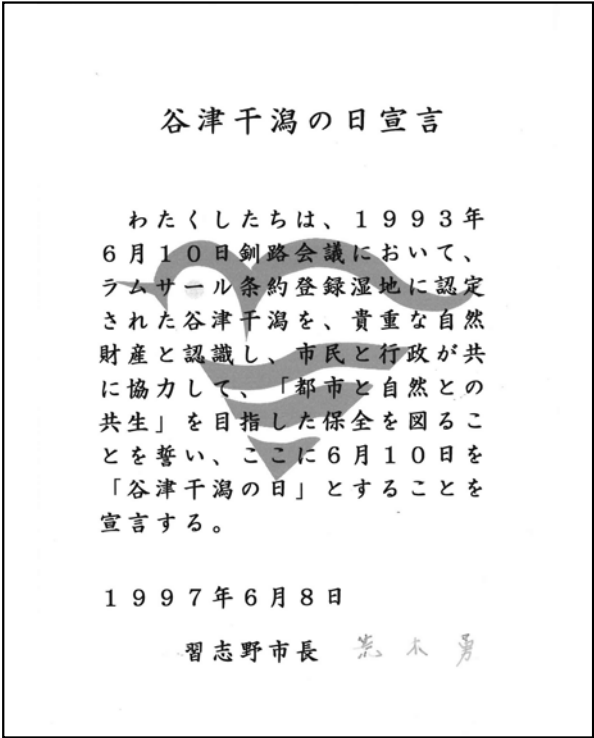 谷津干潟の日宣言
わたくしたちは、１９９３年
６月１０日釧路会議において、
ラムサール条約登録湿地に認定
された谷津干潟を、貴重な自然
財産と認識し、市民と行政が共
に協力して、「都市と自然との
共生」を目指した保全を図るこ
とを誓い、ここに６月１０日を
「谷津干潟の日」とすることを
宣言する。
１９９７年６月８日
習志野市長　荒木勇